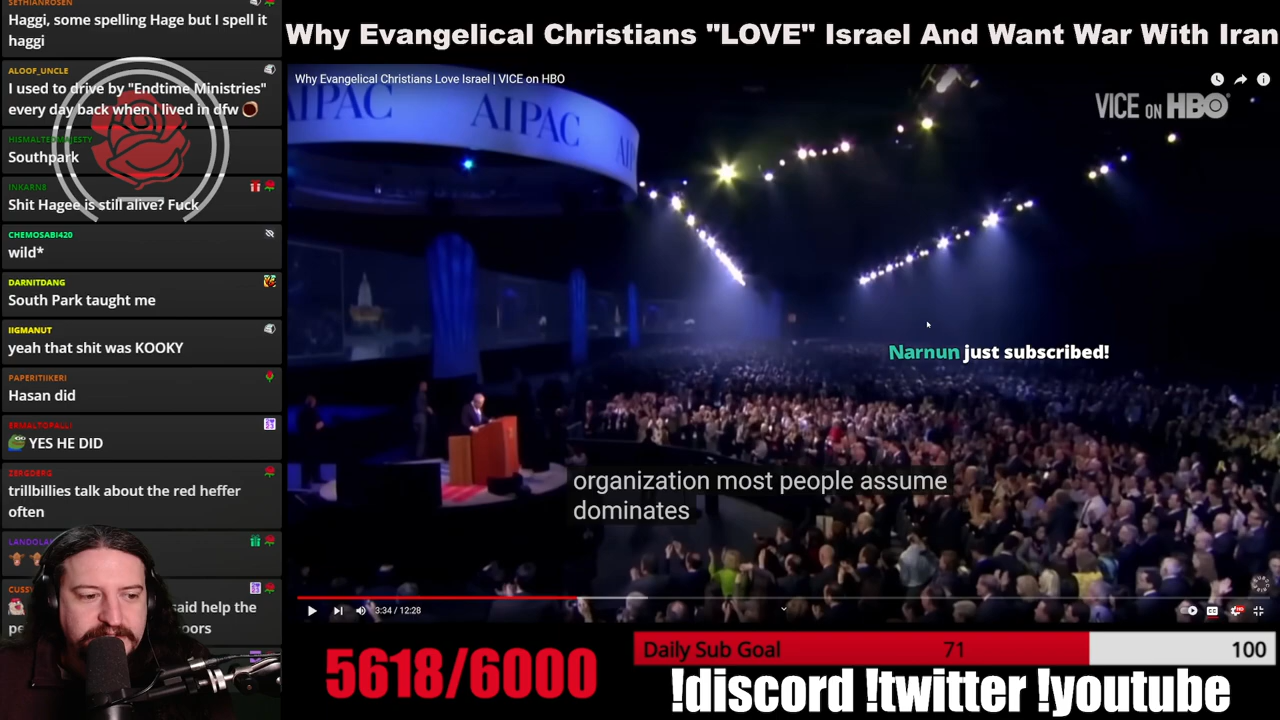 SETHIANROSEN
Haggi, some spelling Hage but I spell it
haggi
ALOOF_UNCLE
I used to drive by "Endtime Ministries"
every day back when I lived in dfw
HISMALTEDMAJESTY
Southpark
INKARN8
Shit Hagee is still alive? Fuck
CHEMOSABI420
wild*
DARNITDANG
South Park taught me
IIGMANUT
yeah that shit was KOOKY
PAPERITIIKERI
Hasan did
ERMALTOPALLI
YES HE DID
ZERGDERG
trillbillies talk about the red heffer
often
said help the
Why Evangelical Christians "LOVE" Israel And Want War With Iran
Why Evangelical Christians Love Israel | VICE on HBO
VICE ON HBO
AIPAC AIPAC
Narnun just subscribed!
organization most people assume
dominates
3:34 / 12:28
5618/6000
Daily Sub Goal 71 100
!discord !twitter !youtube